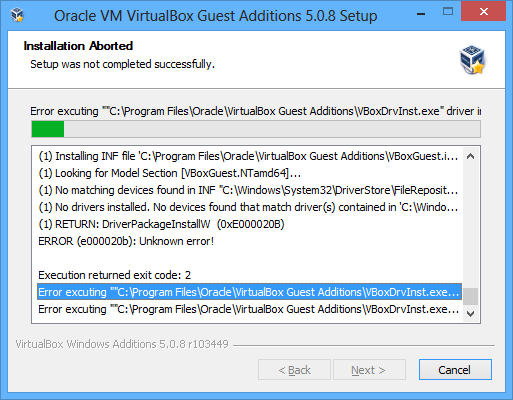 Oracle VM VirtualBox Guest Additions 5.0.8 Setup
Installation Aborted
Setup was not completed successfully.
Error excuting ""C:\Program Files\Oracle\VirtualBox Guest Additions\VBoxDrvInst.exe" driver in
(1) Installing INF file 'C:\Program Files\Oracle\VirtualBox Guest Additions\VBoxGuest.i...
(1) Looking for Model Section [VBoxGuest.NTamd64]...
(1) No matching devices found in INF "C:\Windows\System32\DriverStore\FileReposit...
(1) No drivers installed. No devices found that match driver(s) contained in 'C:\Windo...
(1) RETURN: DriverPackageInstallW (0xE000020B)
ERROR (e000020b): Unknown error!
Execution returned exit code: 2
Error excuting ""C:\Program Files\Oracle\VirtualBox Guest Additions\VBoxDrvInst.exe...
Error excuting ""C:\Program Files\Oracle\VirtualBox Guest Additions\VBoxDrvInst.exe...
VirtualBox Windows Additions 5.0.8 r103449
< Back
Next >
Cancel